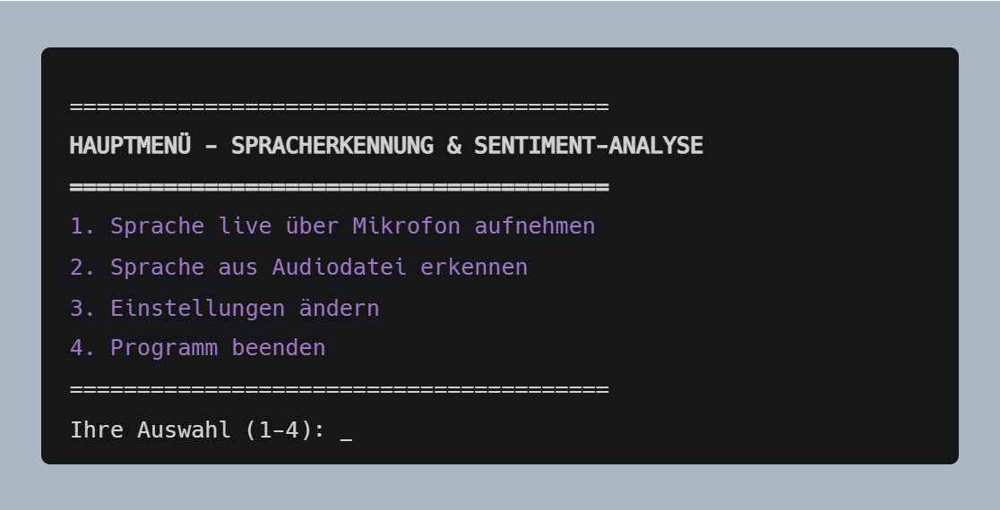 ========================================
HAUPTMENÜ - SPRACHERKENNUNG & SENTIMENT-ANALYSE
========================================
1. Sprache live über Mikrofon aufnehmen
2. Sprache aus Audiodatei erkennen
3. Einstellungen ändern
4. Programm beenden
========================================
Ihre Auswahl (1-4): _